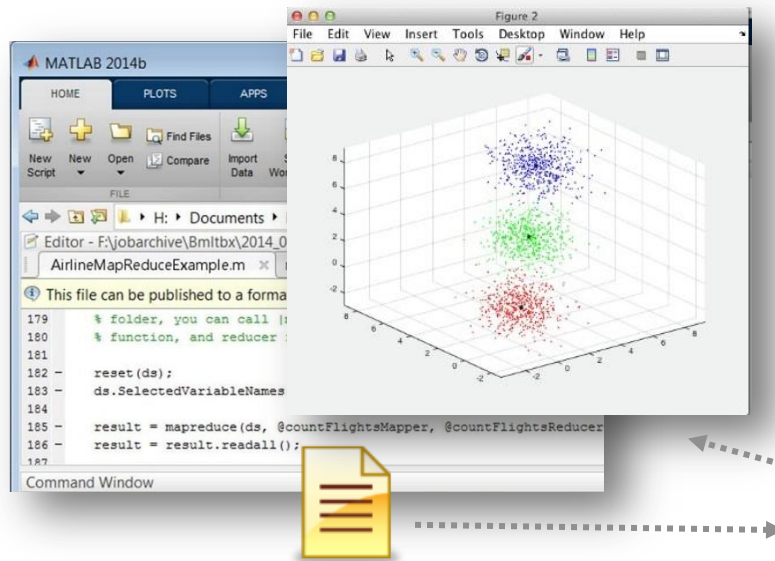 Figure 2
File Edit View Insert Tools Desktop Window Help
MATLAB 2014b
HOME PLOTS APPS
Find Files
Compare
New Script
New
Open
Import Data
FILE
H: Documents
Editor - F:\jobarchive\Bmltbx\2014_0
AirlineMapReduceExample.m
This file can be published to a forma
179 % folder, you can call
180 % function, and reducer
181
182 - reset(ds);
183 - ds.SelectedVariableNames
184
185 - result = mapreduce(ds, @countFlightsMapper, @countFlightsReducer
186 - result = result.readall();
187
Command Window
8
6
4
2
0
-2
8
6
4
2
0
-2
-2
0
2
4
6
8